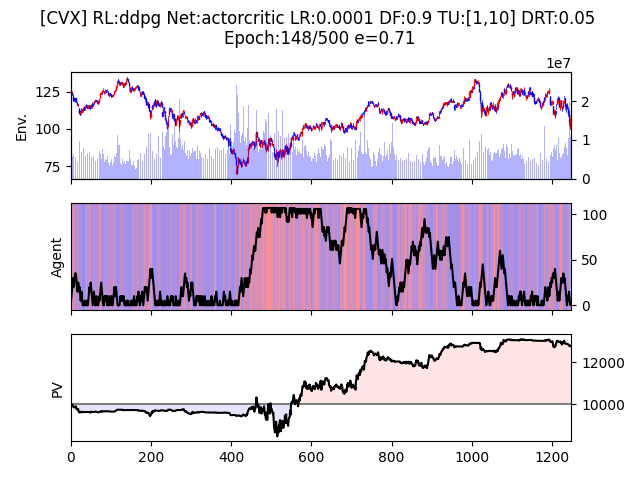 [CVX] RL:ddpg Net:actorcritic LR:0.0001 DF:0.9 TU:[1,10] DRT:0.05
Epoch:148/500 e=0.71
1e7
125
100
75
Env.
2
1
0
Agent
100
50
0
PV
12000
10000
0 200 400 600 800 1000 1200